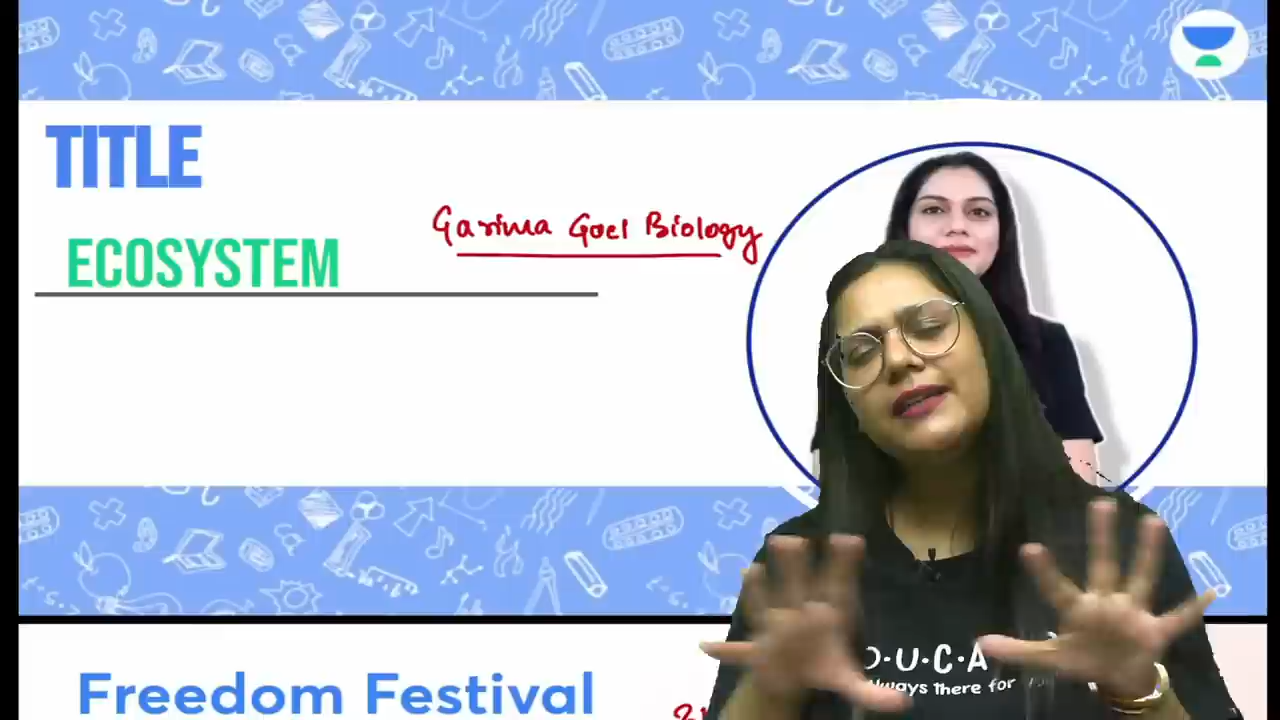 TITLE
Garima Goel Biology
ECOSYSTEM
U·C·A
always there for
Freedom Festival